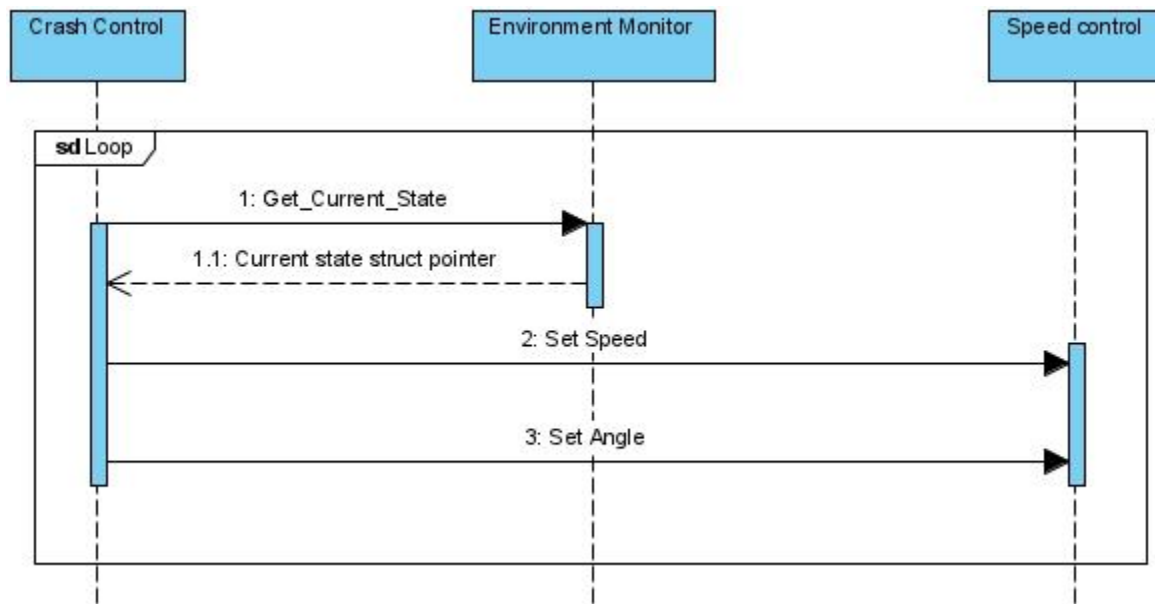 Crash Control
Environment Monitor
Speed control
sd Loop
1: Get_Current_State
1.1: Current state struct pointer
2: Set Speed
3: Set Angle